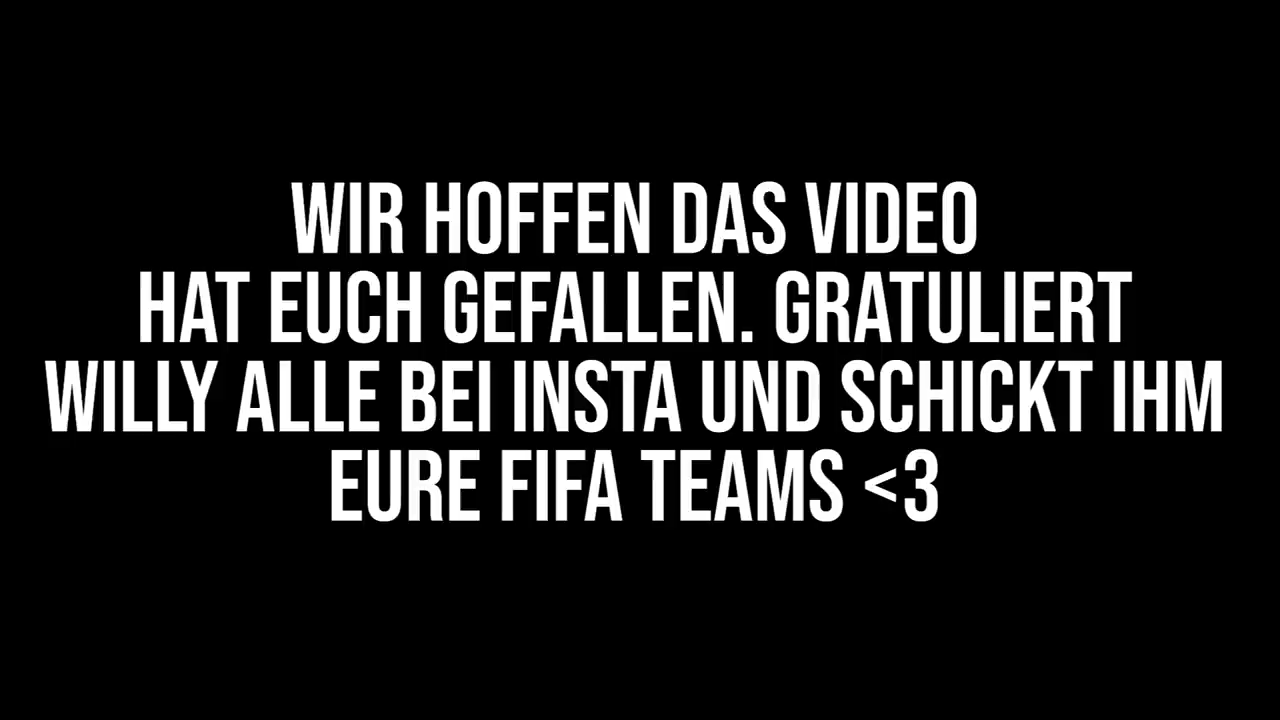 WIR HOFFEN DAS VIDEO
HAT EUCH GEFALLEN. GRATULIERT
WILLY ALLE BEI INSTA UND SCHICKT IHM
EURE FIFA TEAMS <3